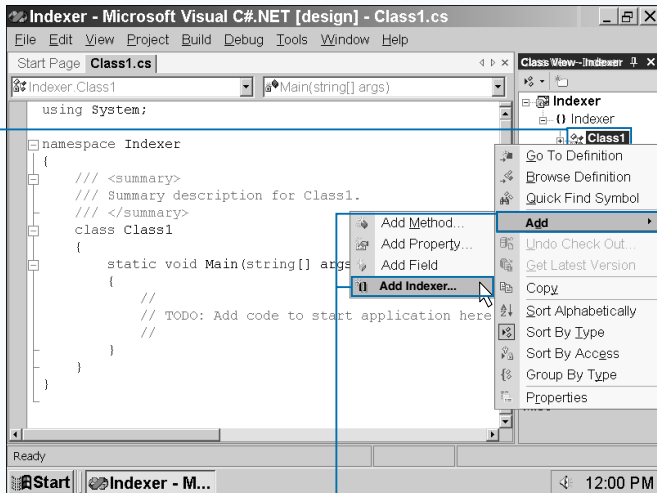 Indexer - Microsoft Visual C#.NET [design] - Class1.cs
File Edit View Project Build Debug Tools Window Help
Start Page Class1.cs
Indexer.Class1
Main(string[] args)
using System;
namespace Indexer
{
/// <summary>
/// Summary description for Class1.
/// </summary>
class Class1
{
static void Main(string[] args
{
//
// TODO: Add code to start application here
//
}
}
}
Class View - Indexer
Indexer
{} Indexer
Class1
Go To Definition
Browse Definition
Quick Find Symbol
Add
Undo Check Out...
Get Latest Version
Copy
Sort Alphabetically
Sort By Type
Sort By Access
Group By Type
Properties
Add Method...
Add Property...
Add Field
Add Indexer...
Ready
Start
Indexer - M...
12:00 PM